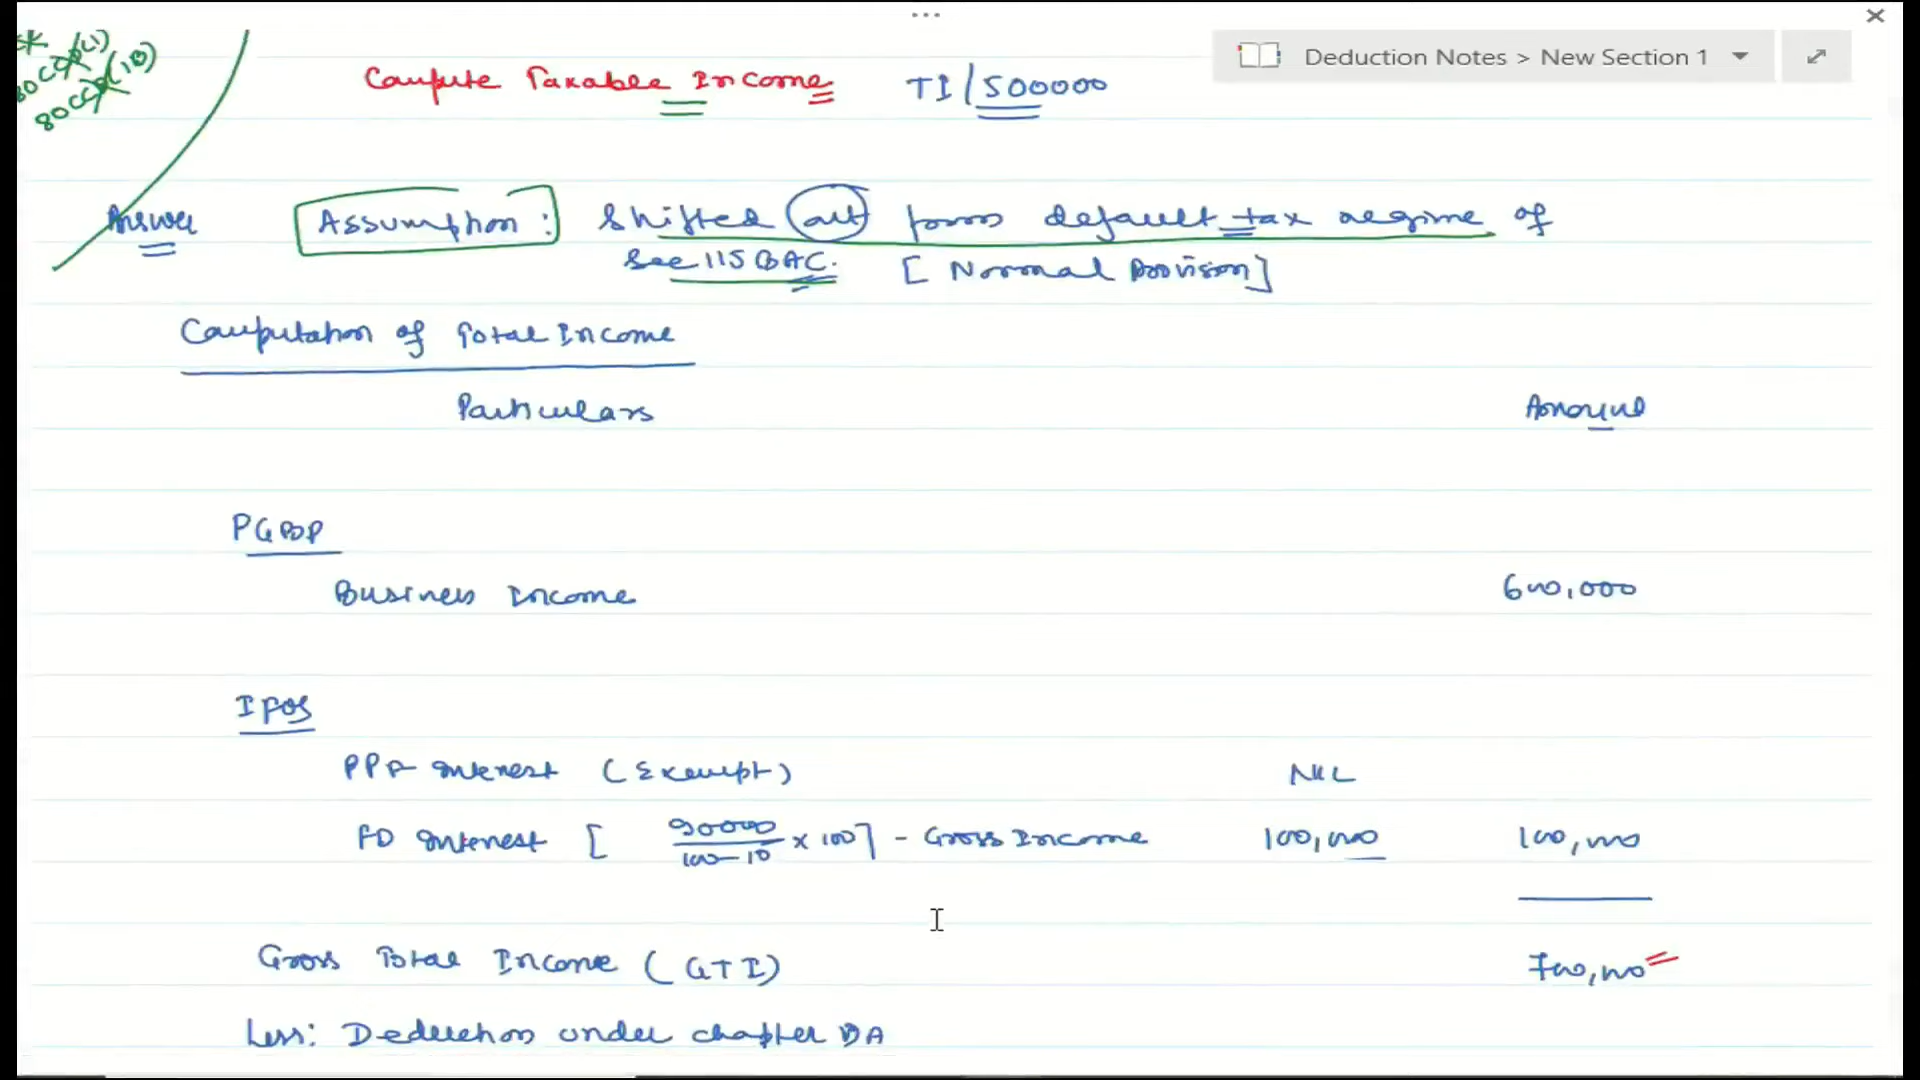 Deduction Notes > New Section 1
80CCD(1)
80CCD(1B)
Compute Taxable Income TI/500000
Answer Assumption: Shifted out from default tax regime of
Sec 115BAC. [Normal Provision]
Computation of Total Income
Particulars Amount
PGBP
Business Income 600,000
IFOS
PPF Interest (Exempt) NIL
FD Interest [ 90000/100-10 x 100] - Gross Income 100,000 100,000
Gross Total Income (GTI) 700,000
Less: Deduction under chapter VIA